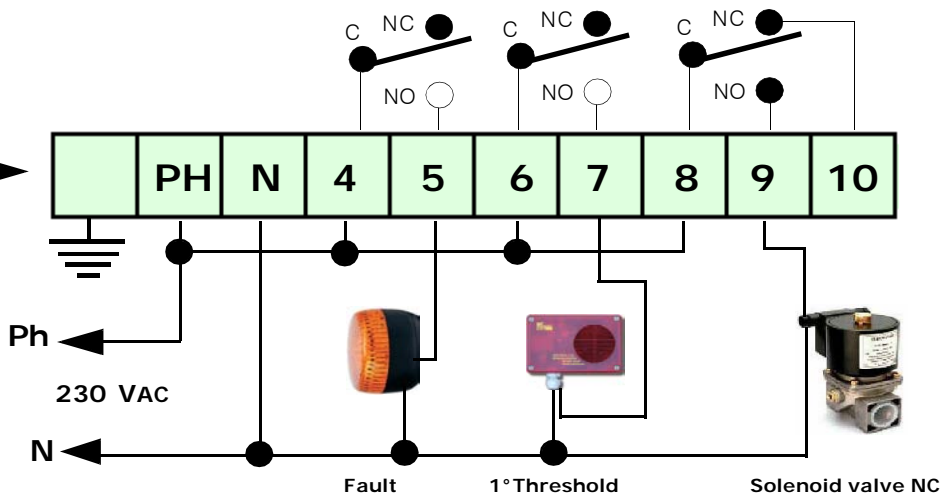 C NC C NC C NC
NO NO NO
PH N 4 5 6 7 8 9 10
Ph
230 VAC
N
Fault 1°Threshold Solenoid valve NC